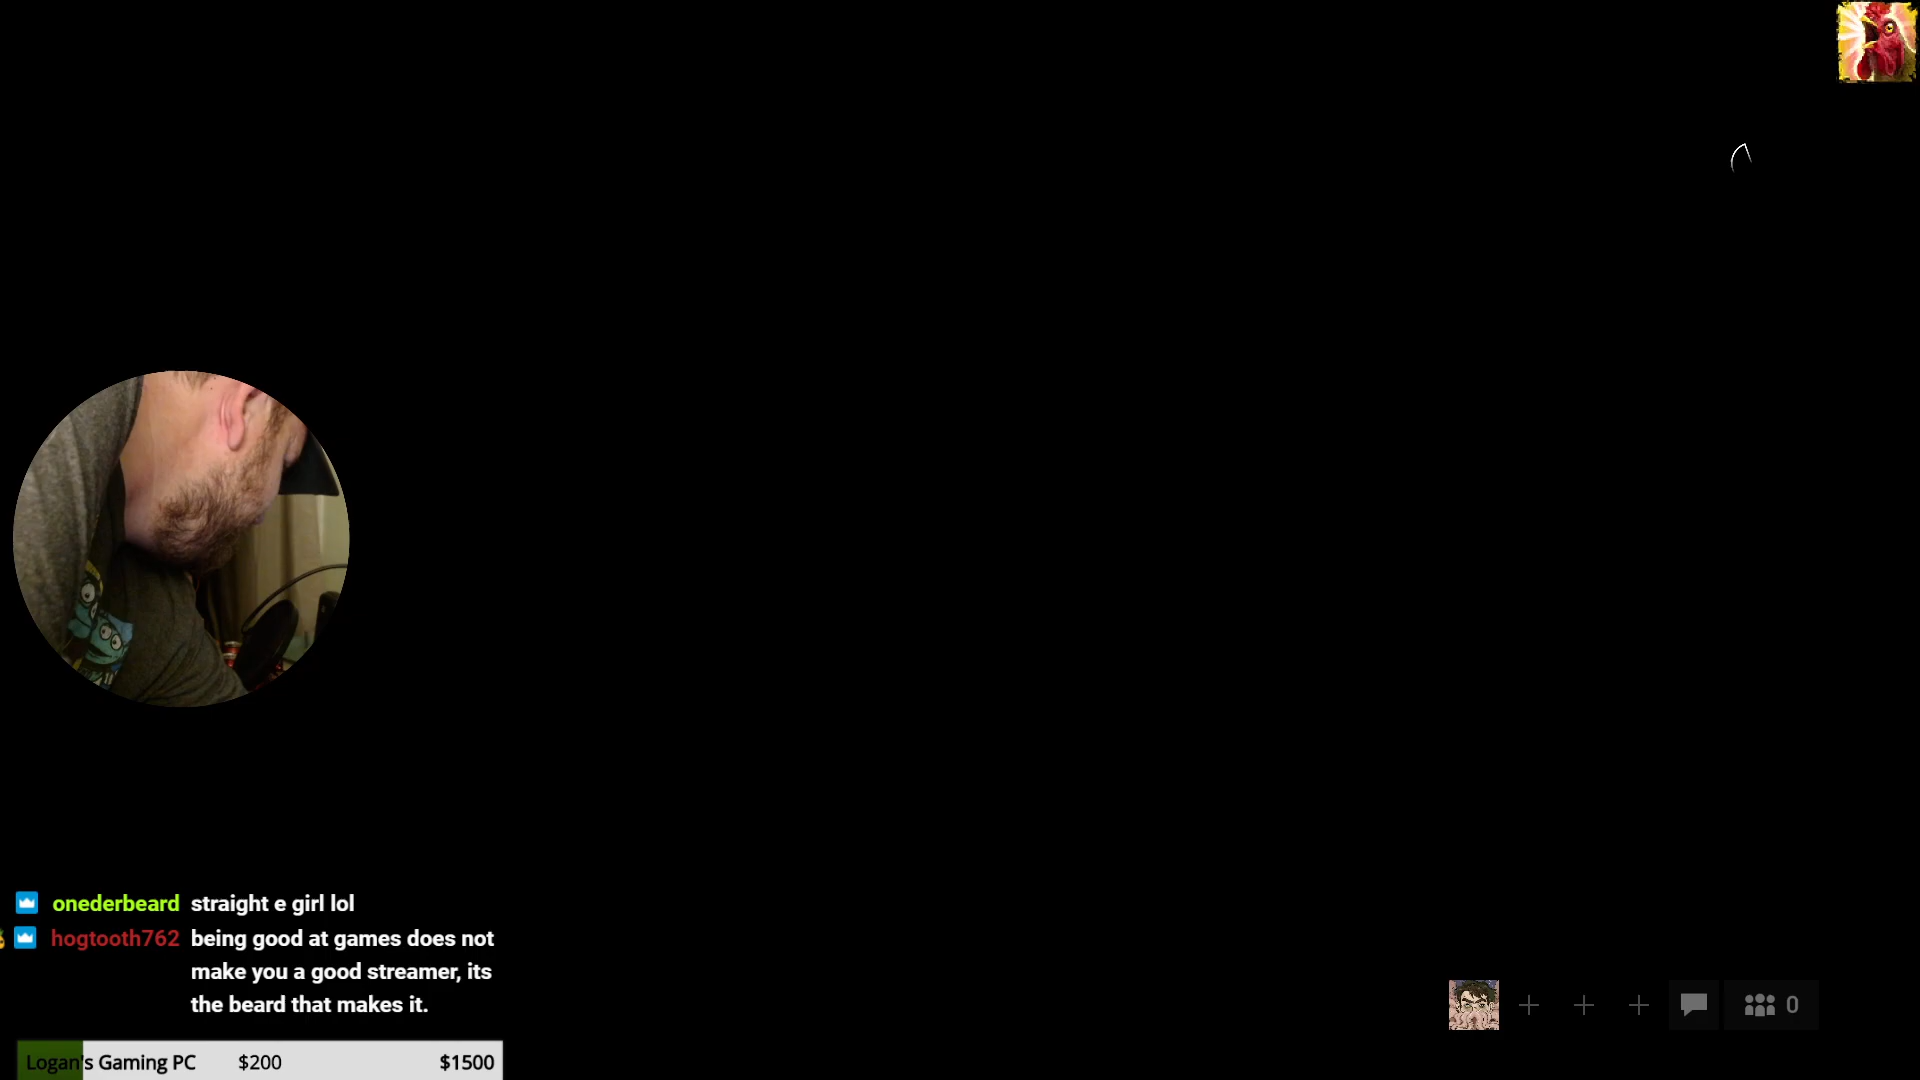 onederbeard straight e girl lol
hogtooth762 being good at games does not
make you a good streamer, its
the beard that makes it.
0
Logan's Gaming PC $200 $1500